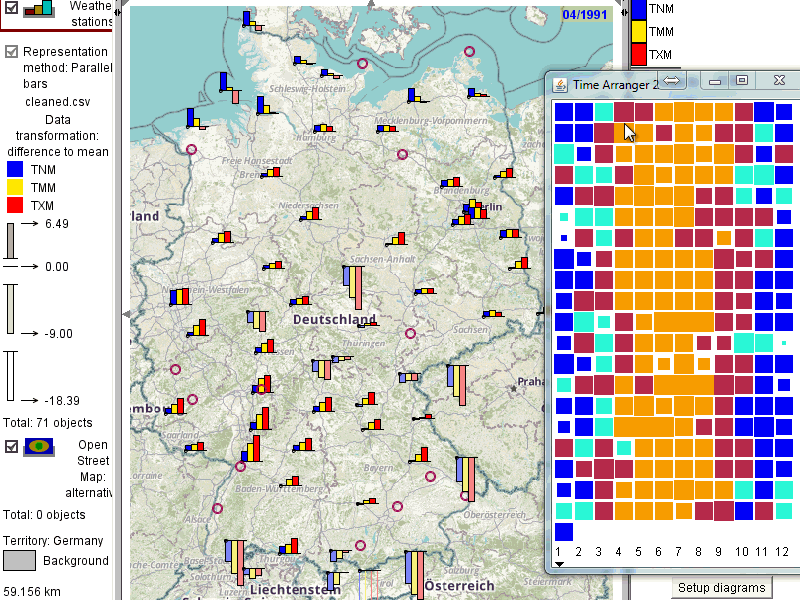 Weathe
stations
Representation
method: Parallel
bars
cleaned.csv
Data
transformation:
difference to mean
TNM
TMM
TXM
6.49
0.00
-9.00
-18.39
Total: 71 objects
Open
Street
Map:
alternativ
Total: 0 objects
Territory: Germany
Background
59.156 km
04/1991
Schleswig-Holstein
Mecklenburg-Vorpommern
Hamburg
Freie Hansestadt
Brandenburg
Niedersachsen
Sachsen-Anhalt
Nordrhein-Westfalen
Deutschland
Sachsen
Thüringen
Praha
Saarland
Bayern
Baden-Württemberg
Alsace
Oberösterreich
Tirol
Liechtenstein
Österreich
Steiermark
TNM
TMM
TXM
Time Arranger 2
1 2 3 4 5 6 7 8 9 10 11 12
Setup diagrams